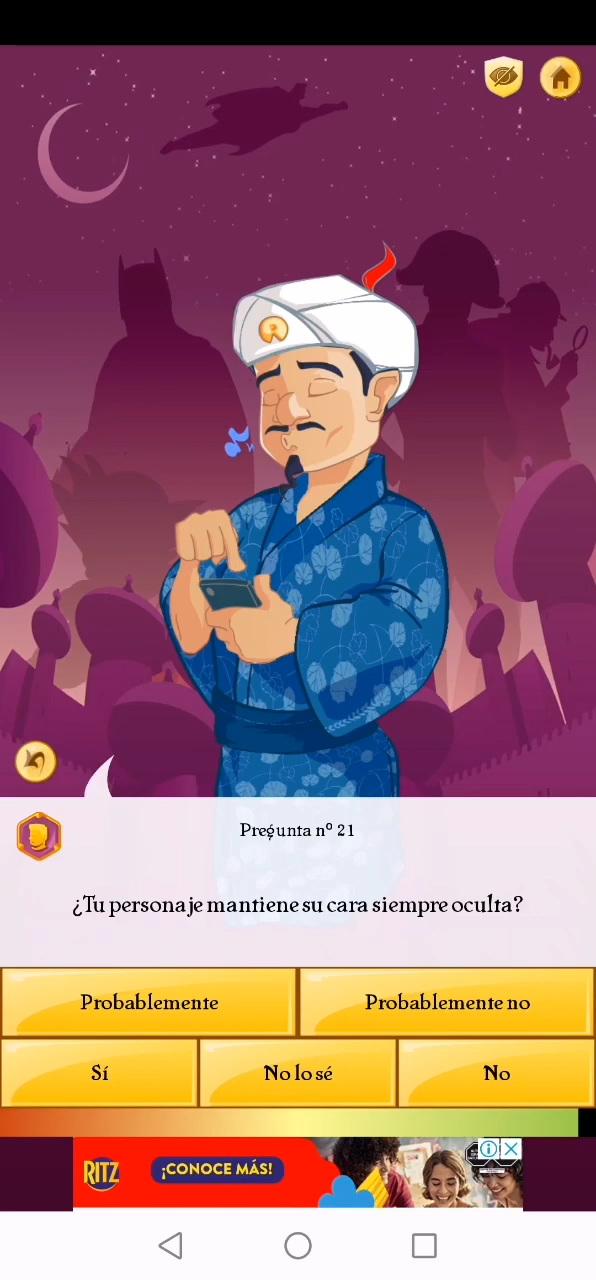 Pregunta nº 21
¿Tu personaje mantiene su cara siempre oculta?
Probablemente
Probablemente no
Sí
No lo sé
No
RITZ
¡CONOCE MÁS!